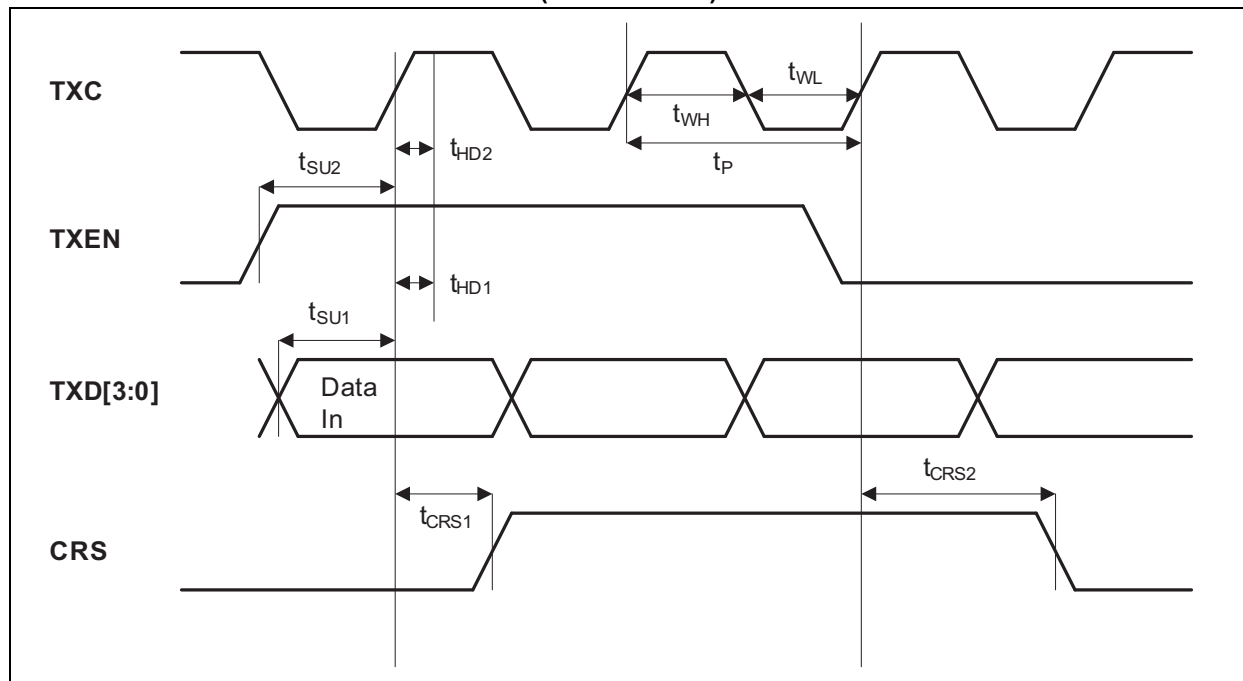 TXC
tWL
tWH
tHD2
tP
tSU2
TXEN
tHD1
tSU1
TXD[3:0]
Data
In
tCRS2
tCRS1
CRS